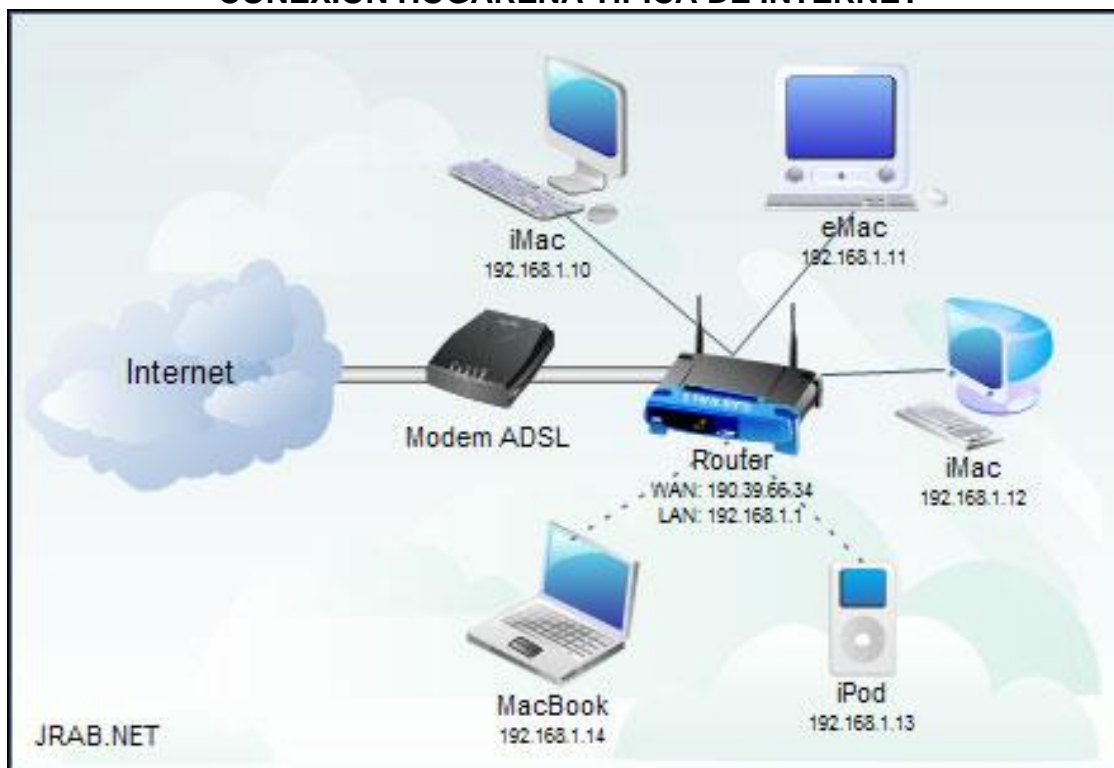 CONEXIÓN HOGAREÑA TÍPICA DE INTERNET
iMac
192.168.1.10
eMac
192.168.1.11
Internet
Modem ADSL
LINKSYS
Router
WAN: 190.39.66.34
LAN: 192.168.1.1
iMac
192.168.1.12
MacBook
192.168.1.14
iPod
192.168.1.13
JRAB.NET